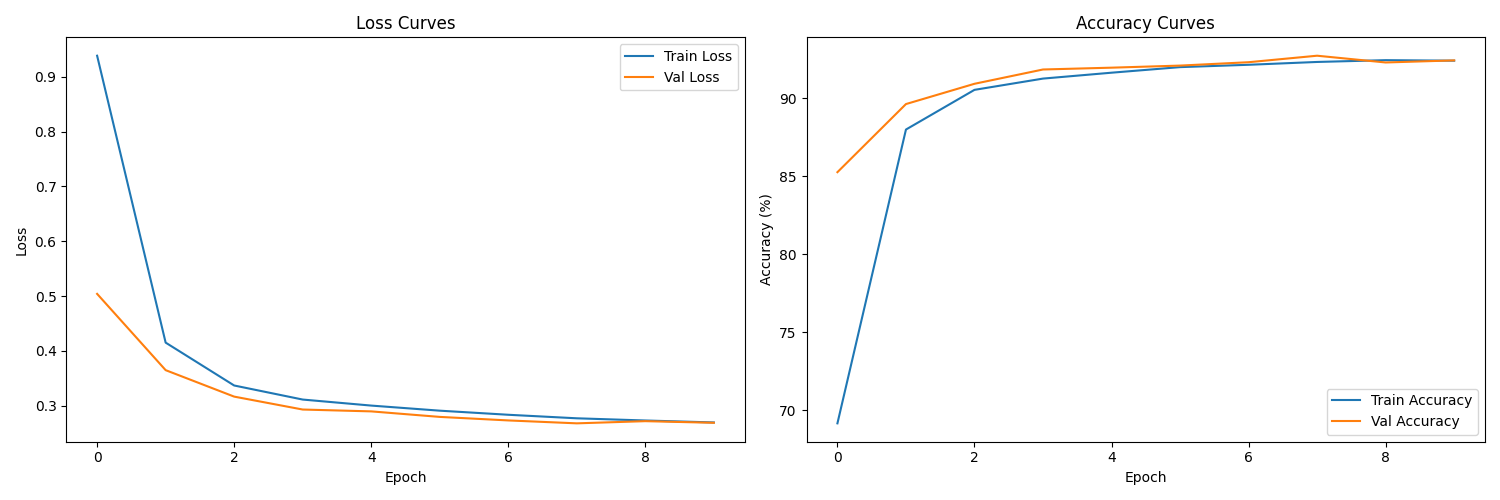 Loss Curves
Train Loss
Val Loss
0.9
0.8
0.7
0.6
0.5
0.4
0.3
Loss
0 2 4 6 8
Epoch
Accuracy Curves
90
85
80
75
70
Accuracy (%)
Train Accuracy
Val Accuracy
0 2 4 6 8
Epoch